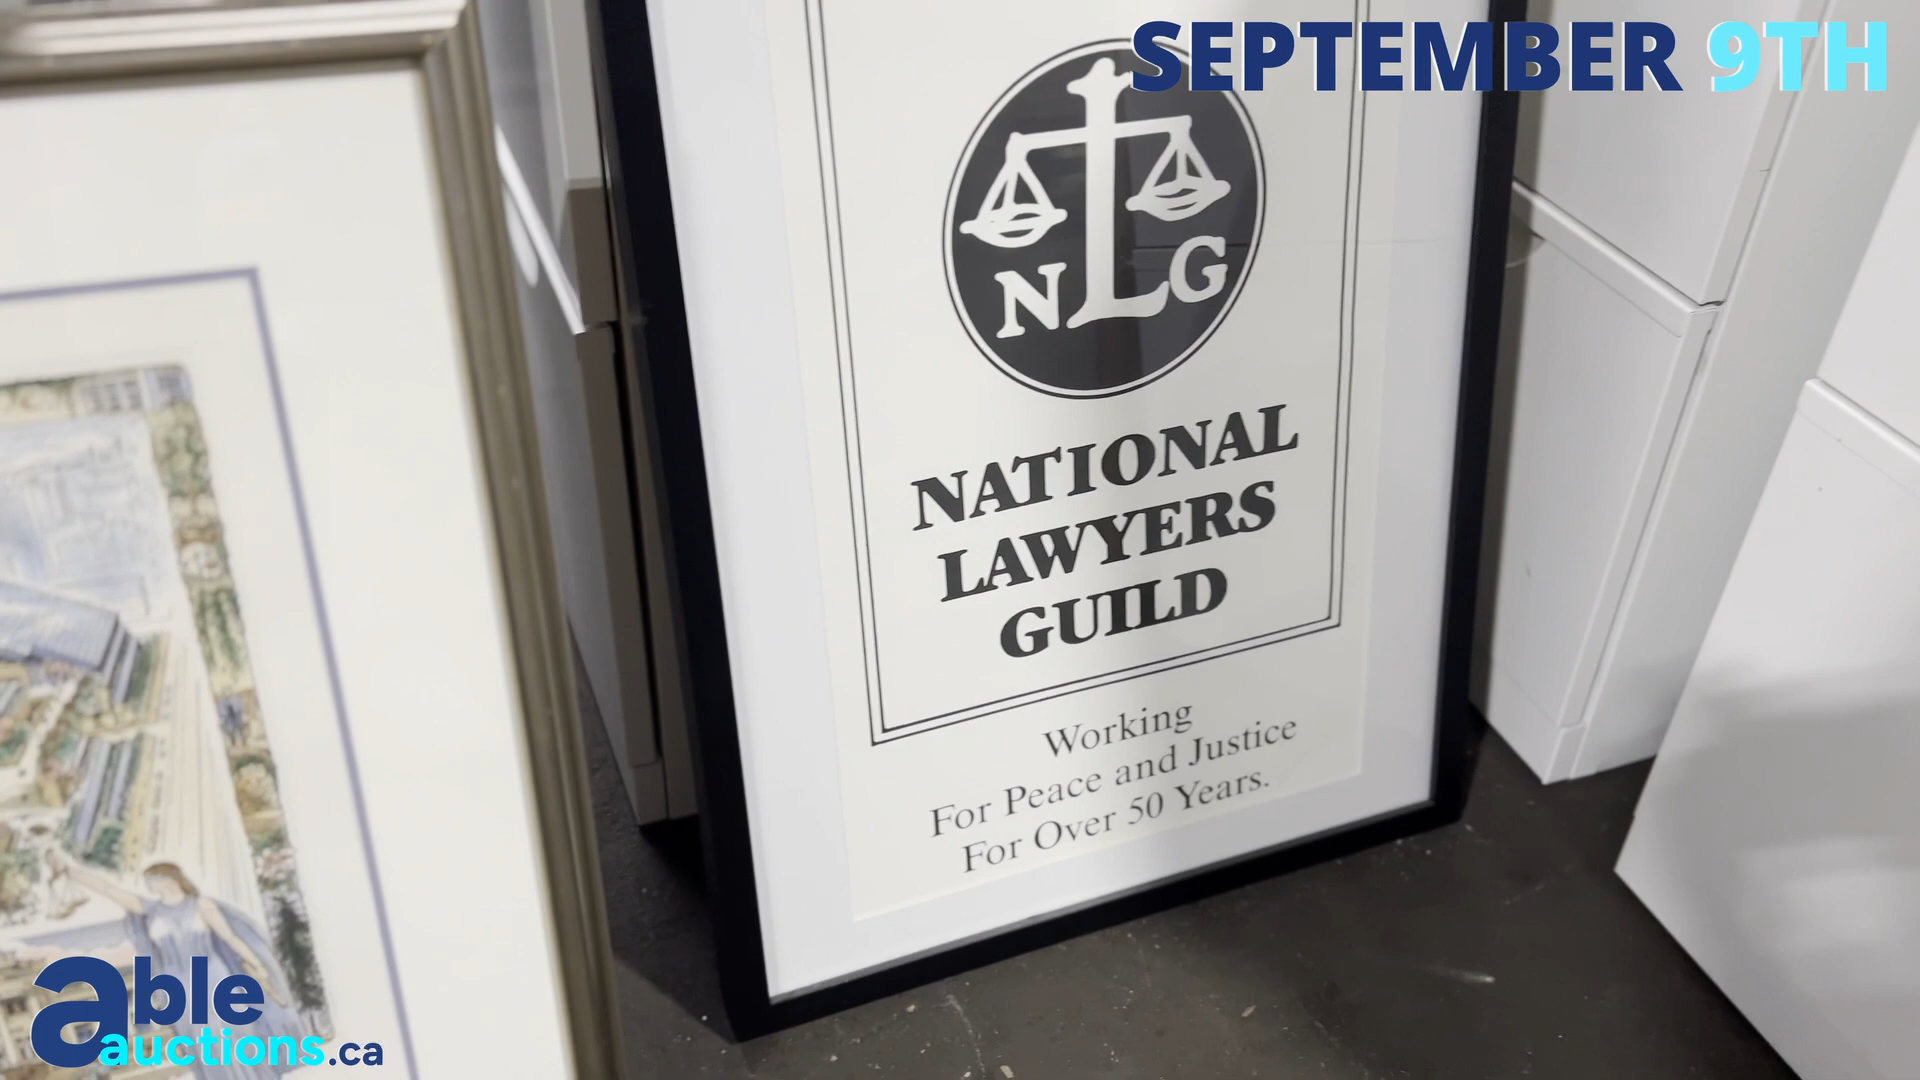 SEPTEMBER 9TH
NLG
NATIONAL
LAWYERS
GUILD
Working
For Peace and Justice
For Over 50 Years.
able
auctions.ca